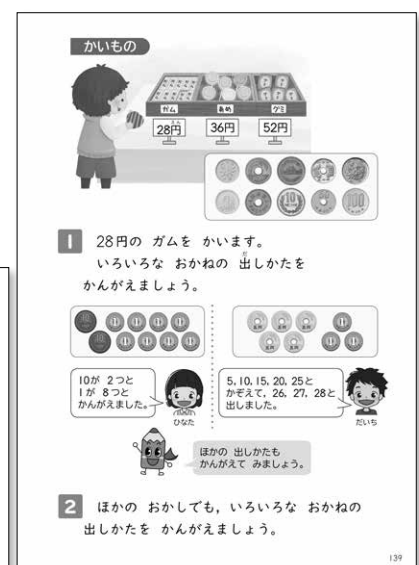 かいもの
ガム
あめ
グミ
28円
36円
52円
1 28円の ガムを かいます。
いろいろな おかねの 出しかたを
かんがえましょう。
10が 2つと
1が 8つと
かんがえました。
ひなた
5, 10, 15, 20, 25と
かぞえて, 26, 27, 28と
出しました。
だいち
ほかの 出しかたも
かんがえて みましょう。
2 ほかの おかしでも, いろいろな おかねの
出しかたを かんがえましょう。
139